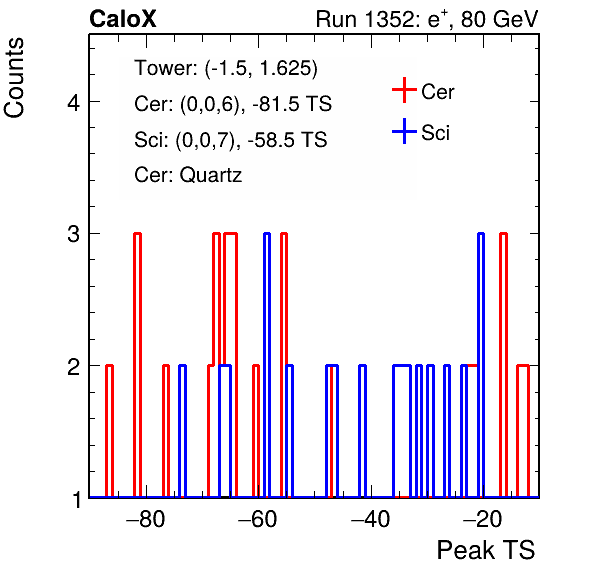 CaloX Run 1352: e+, 80 GeV
Counts
Tower: (-1.5, 1.625)
Cer: (0,0,6), -81.5 TS
Sci: (0,0,7), -58.5 TS
Cer: Quartz
Cer
Sci
4
3
2
1
−80 −60 −40 −20
Peak TS